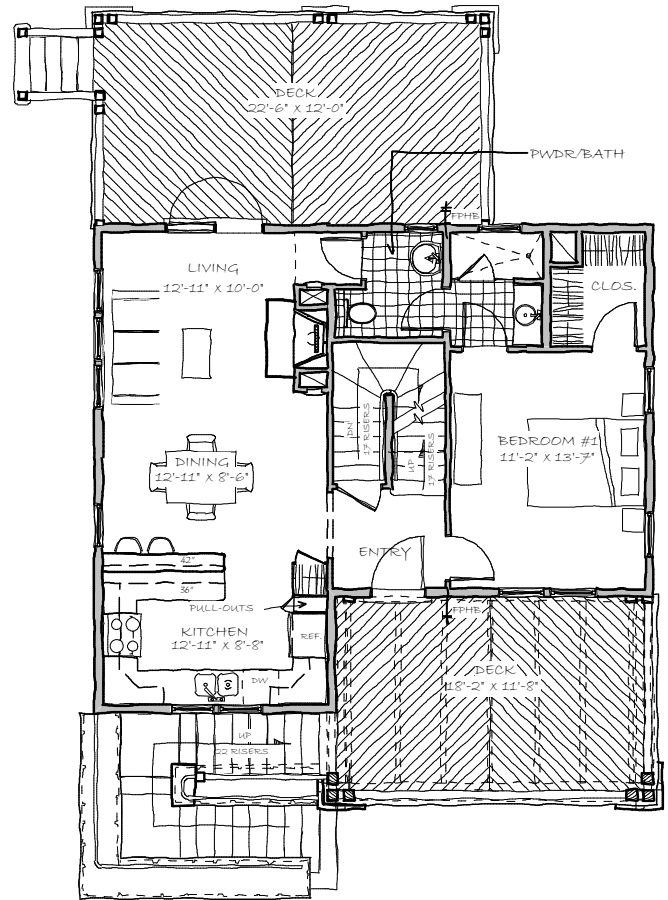 DECK
22'-6" X 12'-0"
PWDR/BATH
FPHB
LIVING
12'-11" X 10'-0"
CLOS.
DN
17 RISERS
UP
17 RISERS
BEDROOM #1
11'-2" X 13'-7"
DINING
12'-11" X 8'-6"
ENTRY
42"
36"
PULL-OUTS
FPHB
KITCHEN
12'-11" X 8'-8"
REF.
DECK
18'-2" X 11'-8"
DW
UP
22 RISERS